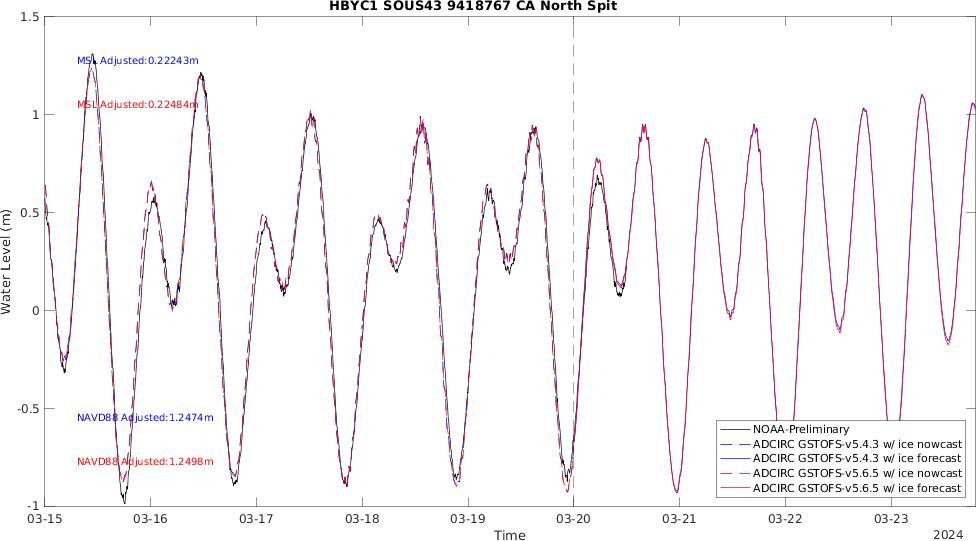 HBYC1 SOUS43 9418767 CA North Spit
1.5
1
0.5
0
-0.5
-1
Water Level (m)
MSL Adjusted:0.22243m
MSL Adjusted:0.22484m
NAVD88 Adjusted:1.2474m
NAVD88 Adjusted:1.2498m
NOAA-Preliminary
ADCIRC GSTOFS-v5.4.3 w/ ice nowcast
ADCIRC GSTOFS-v5.4.3 w/ ice forecast
ADCIRC GSTOFS-v5.6.5 w/ ice nowcast
ADCIRC GSTOFS-v5.6.5 w/ ice forecast
03-15 03-16 03-17 03-18 03-19 03-20 03-21 03-22 03-23
Time
2024